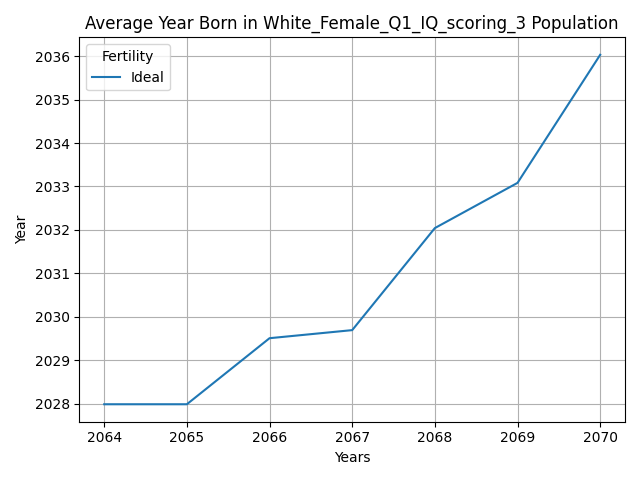 Average Year Born in White_Female_Q1_IQ_scoring_3 Population
Fertility
Ideal
Year
2036
2035
2034
2033
2032
2031
2030
2029
2028
2064 2065 2066 2067 2068 2069 2070
Years